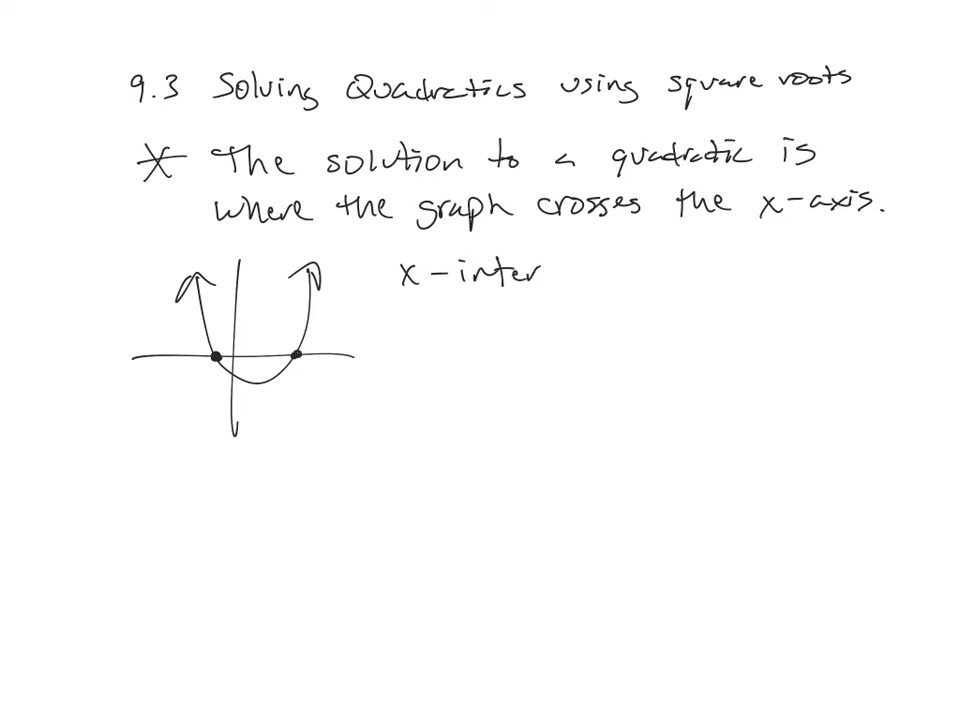 9.3 Solving Quadratics using square roots
* The solution to a quadratic is
where the graph crosses the x-axis.
x-inter